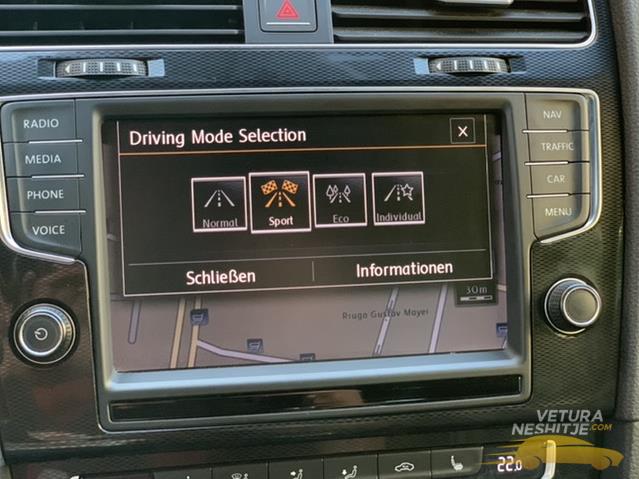 RADIO
MEDIA
PHONE
VOICE
Driving Mode Selection
X
Normal
Sport
Eco
Individual
Schließen
Informationen
30m
Rruga Gustav Mayer
NAV
TRAFFIC
CAR
MENU
22.0
VETURA
NESHITJE.COM